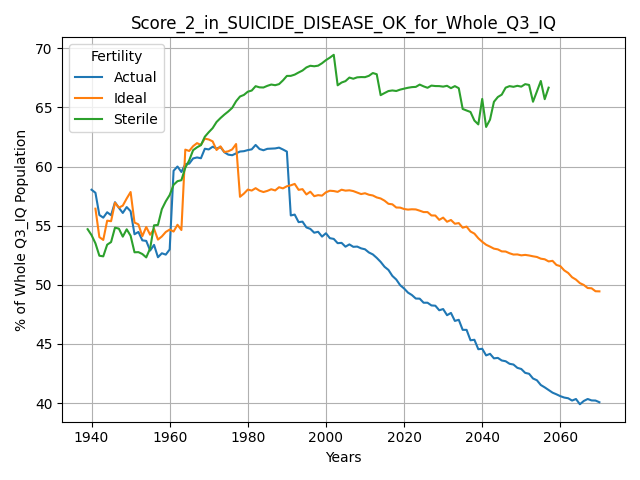 Score_2_in_SUICIDE_DISEASE_OK_for_Whole_Q3_IQ
Fertility
Actual
Ideal
Sterile
% of Whole Q3_IQ Population
70
65
60
55
50
45
40
1940
1960
1980
2000
2020
2040
2060
Years